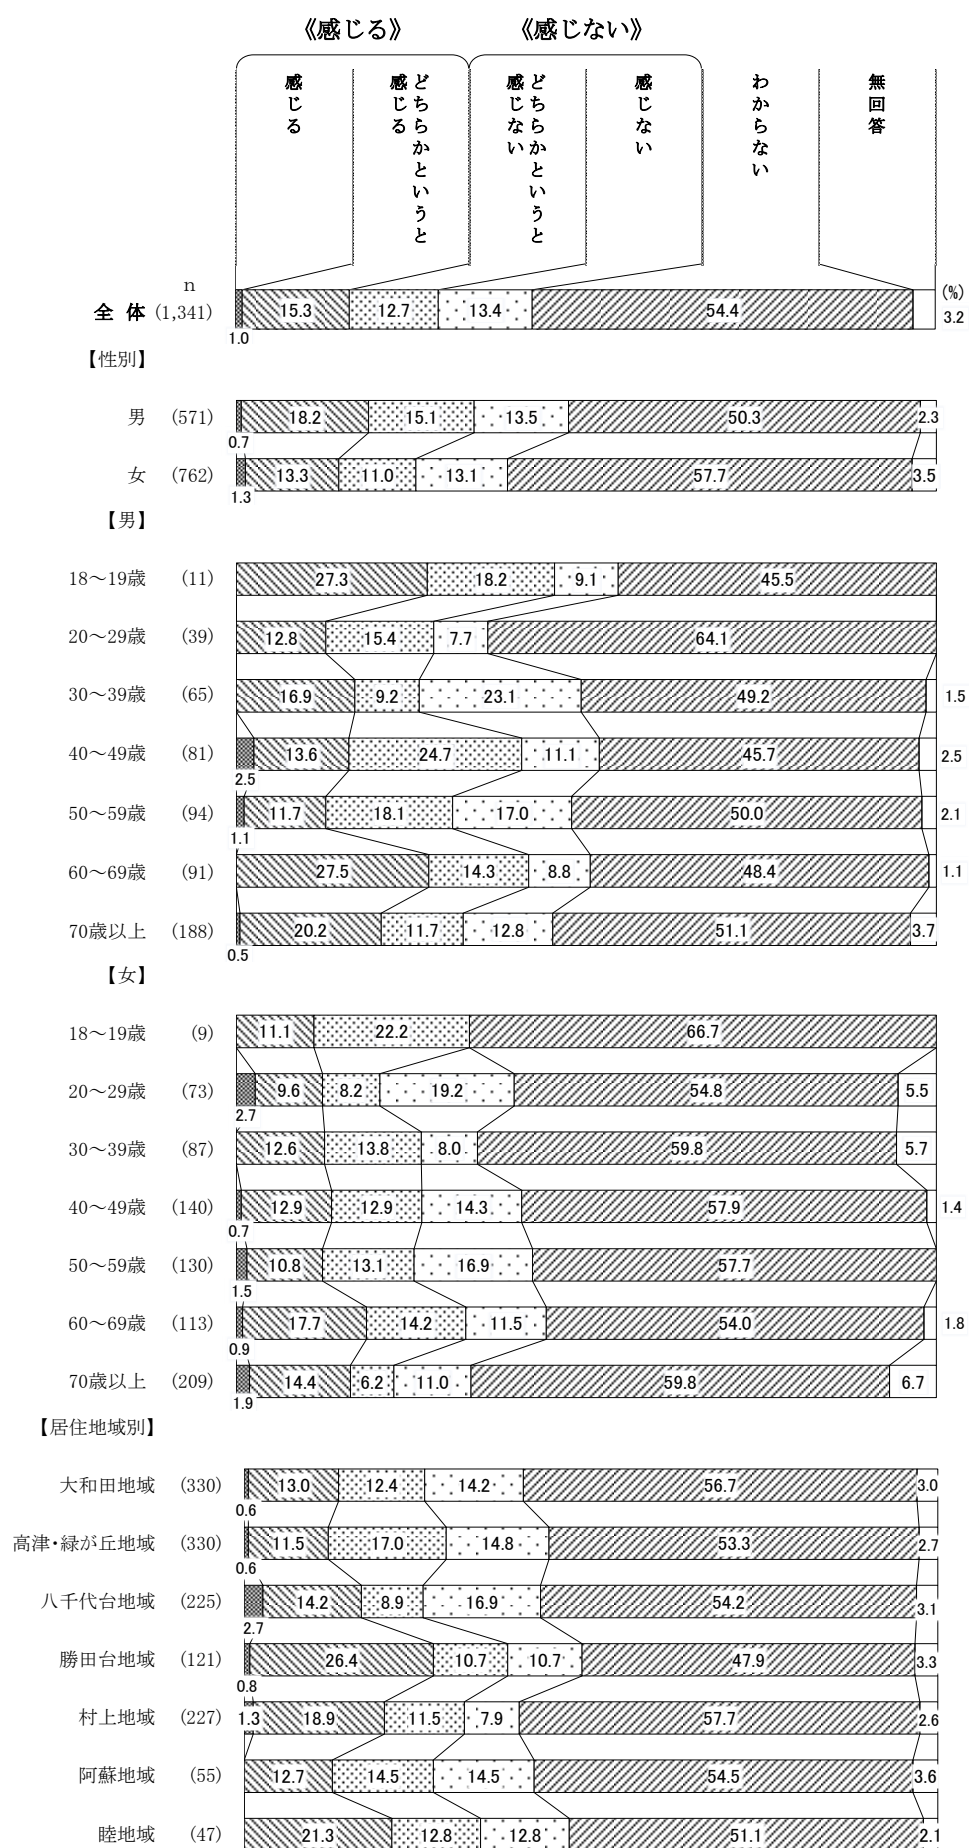 《感じる》 《感じない》
感じる
どちらかというと
感じる
どちらかというと
感じない
感じない
わからない
無回答
n
(%)
全 体 (1,341) 15.3 12.7 13.4 54.4 3.2
1.0
【性別】
男 (571) 18.2 15.1 13.5 50.3 2.3
0.7
女 (762) 13.3 11.0 13.1 57.7 3.5
1.3
【男】
18～19歳 (11) 27.3 18.2 9.1 45.5
20～29歳 (39) 12.8 15.4 7.7 64.1
30～39歳 (65) 16.9 9.2 23.1 49.2 1.5
40～49歳 (81) 13.6 24.7 11.1 45.7 2.5
2.5
50～59歳 (94) 11.7 18.1 17.0 50.0 2.1
1.1
60～69歳 (91) 27.5 14.3 8.8 48.4 1.1
70歳以上 (188) 20.2 11.7 12.8 51.1 3.7
0.5
【女】
18～19歳 (9) 11.1 22.2 66.7
20～29歳 (73) 9.6 8.2 19.2 54.8 5.5
2.7
30～39歳 (87) 12.6 13.8 8.0 59.8 5.7
40～49歳 (140) 12.9 12.9 14.3 57.9 1.4
0.7
50～59歳 (130) 10.8 13.1 16.9 57.7
1.5
60～69歳 (113) 17.7 14.2 11.5 54.0 1.8
0.9
70歳以上 (209) 14.4 6.2 11.0 59.8 6.7
1.9
【居住地域別】
大和田地域 (330) 13.0 12.4 14.2 56.7 3.0
0.6
高津・緑が丘地域 (330) 11.5 17.0 14.8 53.3 2.7
0.6
八千代台地域 (225) 14.2 8.9 16.9 54.2 3.1
2.7
勝田台地域 (121) 26.4 10.7 10.7 47.9 3.3
0.8
村上地域 (227) 1.3 18.9 11.5 7.9 57.7 2.6
阿蘇地域 (55) 12.7 14.5 14.5 54.5 3.6
睦地域 (47) 21.3 12.8 12.8 51.1 2.1